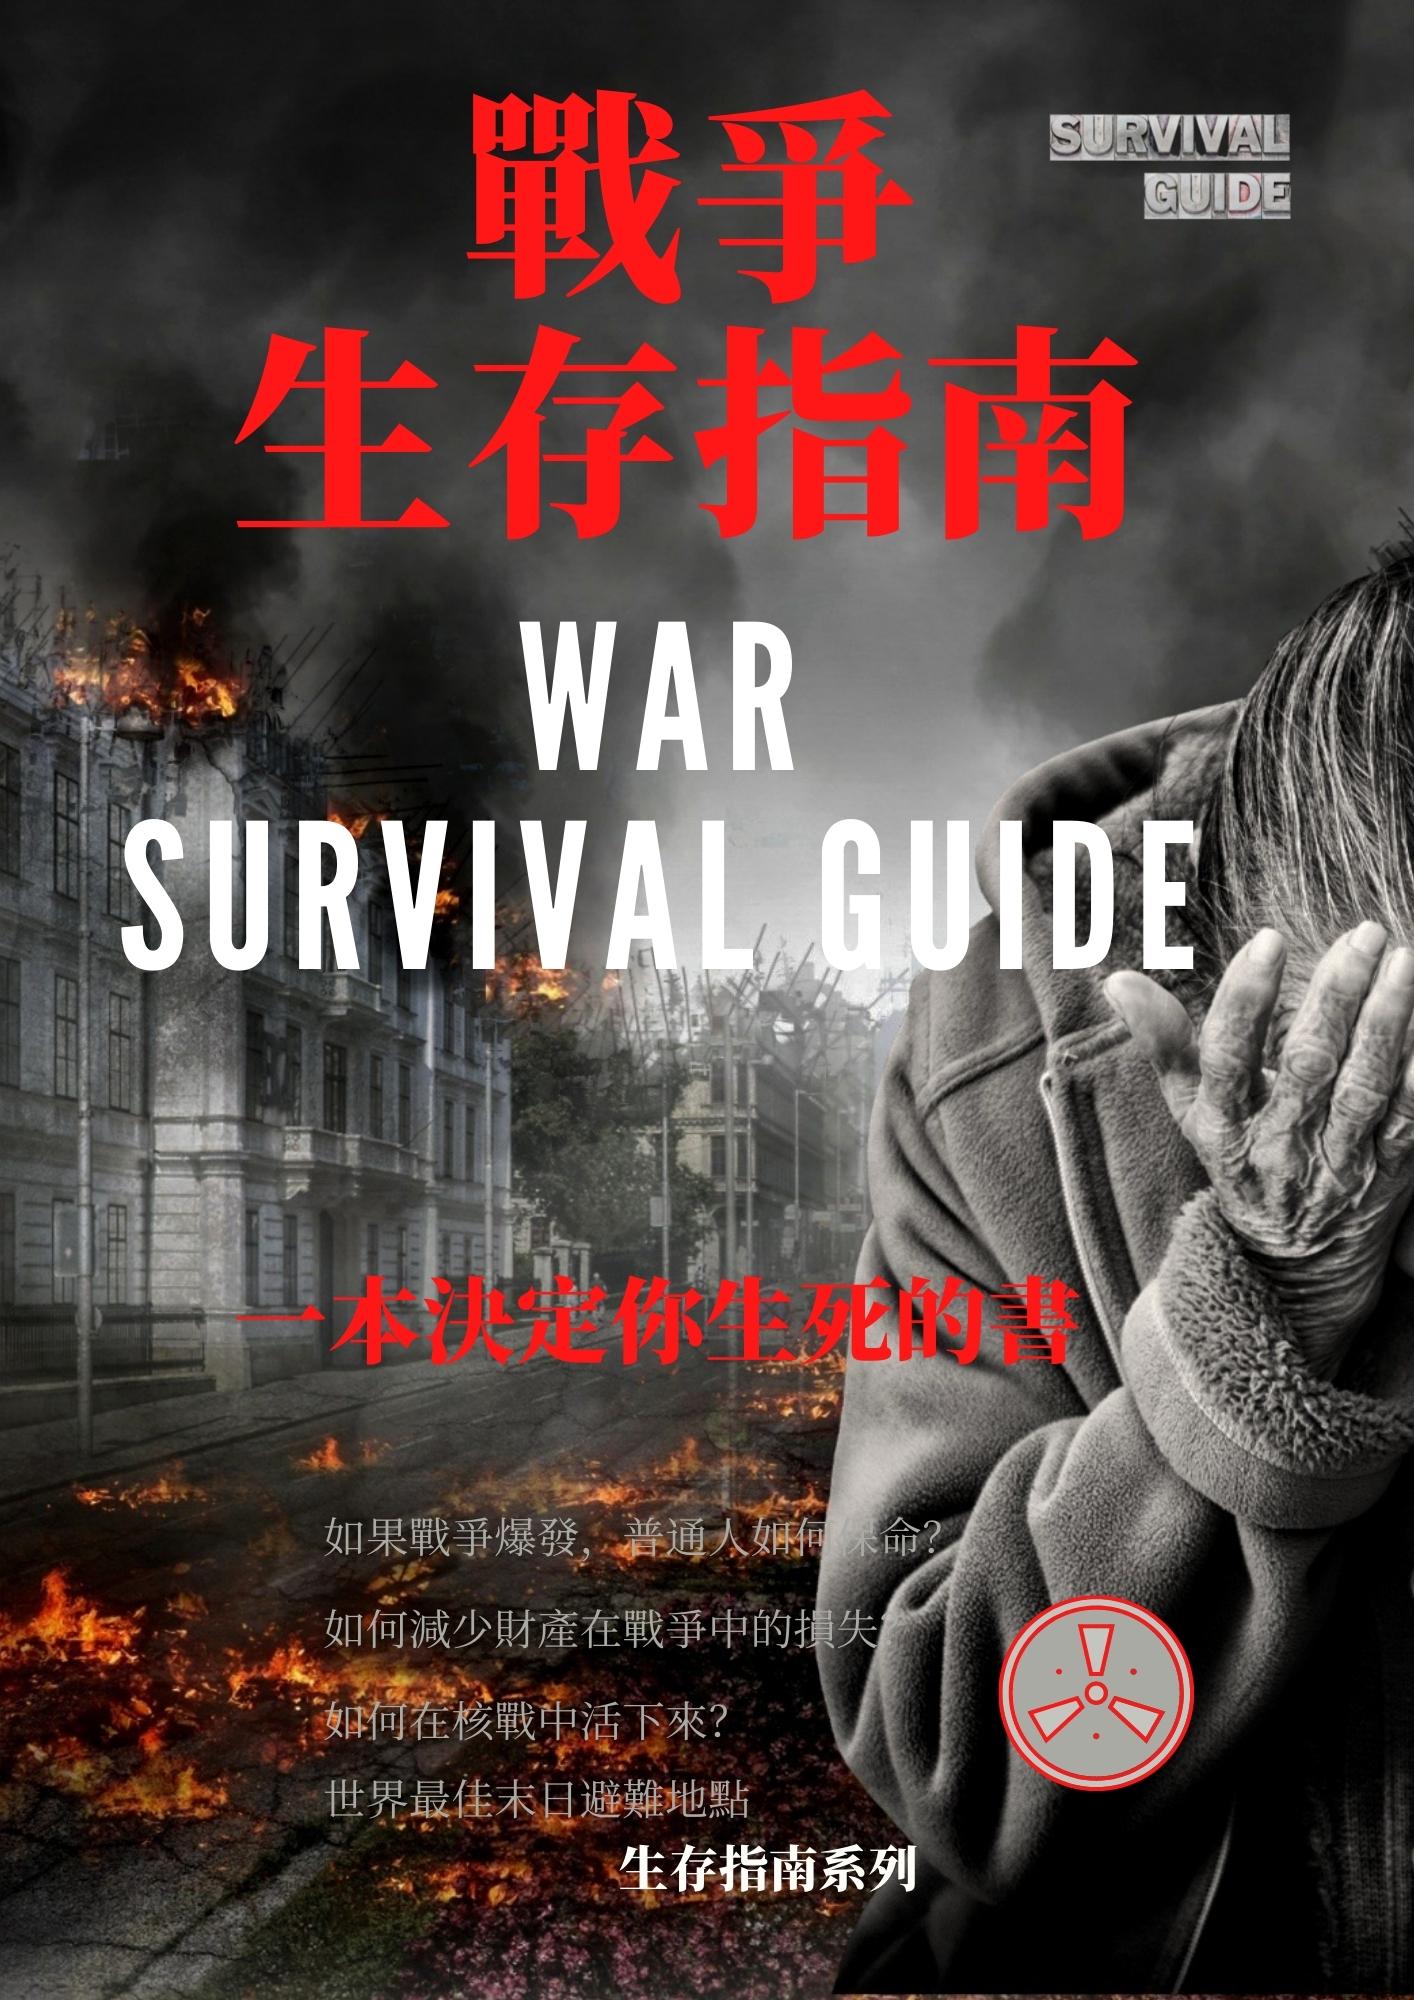 戰爭
SURVIVAL
GUIDE
生存指南
WAR
SURVIVAL GUIDE
一本決定你生死的書
如果戰爭爆發，普通人如何保命？
如何減少財產在戰爭中的損失？
如何在核戰中活下來？
世界最佳末日避難地點
生存指南系列